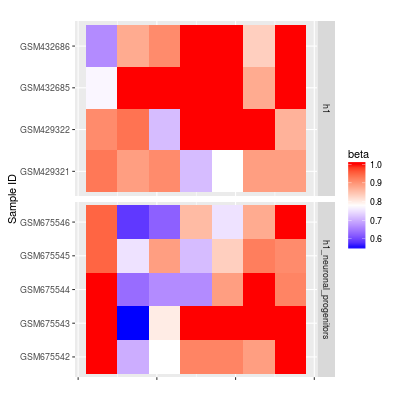 GSM432686
GSM432685
GSM429322
GSM429321
h1
GSM675546
GSM675545
GSM675544
GSM675543
GSM675542
h1_neuronal_progenitors
Sample ID
beta
1.0
0.9
0.8
0.7
0.6